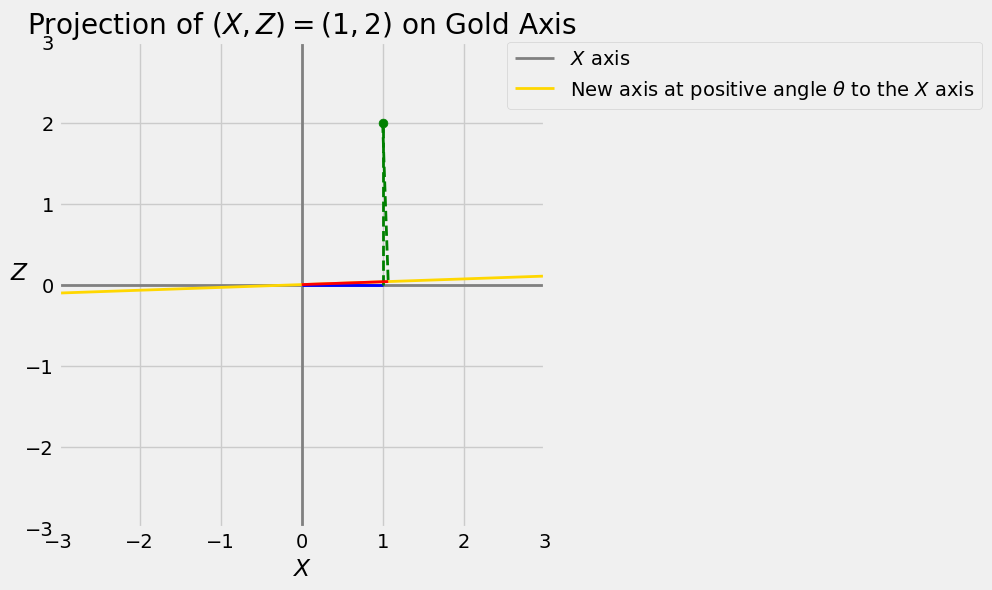 Projection of (X, Z) = (1, 2) on Gold Axis
X axis
New axis at positive angle θ to the X axis
3
2
1
Z
0
−1
−2
−3
−3 −2 −1 0 1 2 3
X